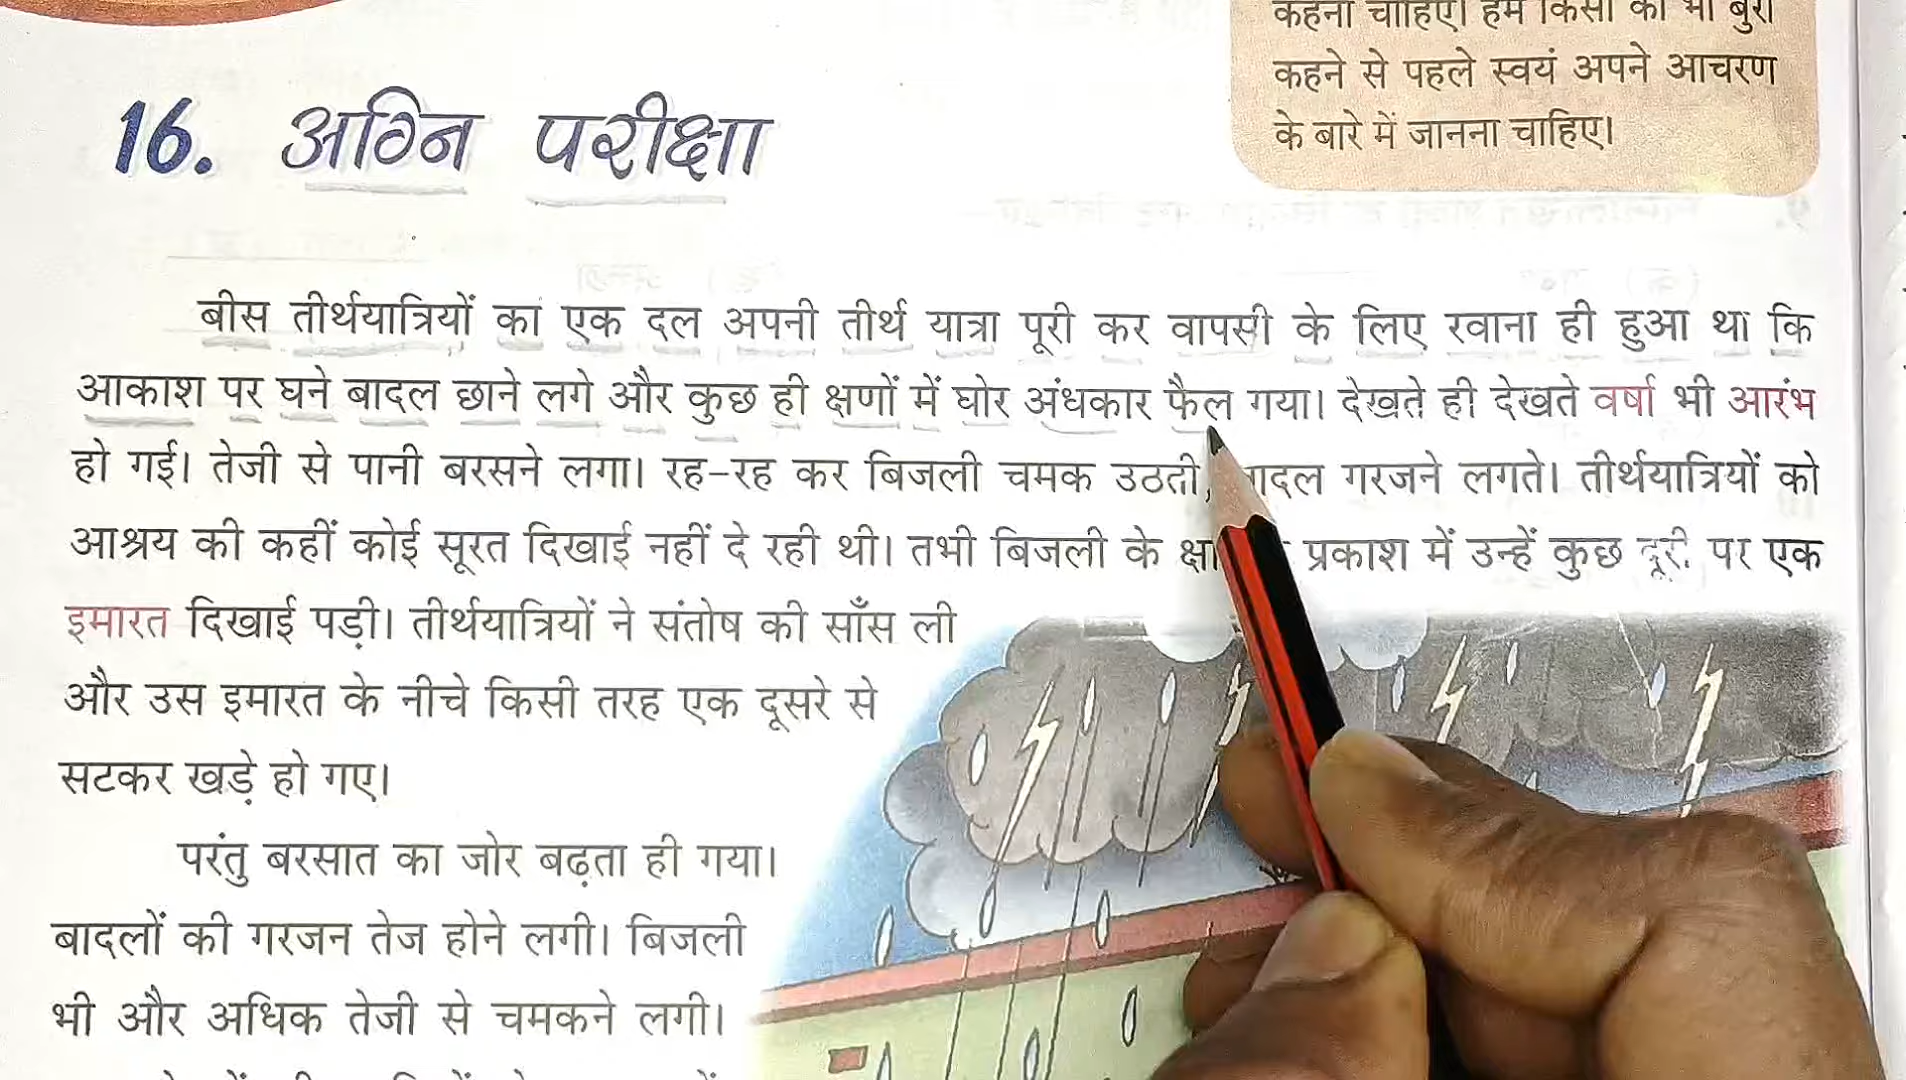 कहना चाहिए। हम किसी को भी बुरा
कहने से पहले स्वयं अपने आचरण
के बारे में जानना चाहिए।
16. अग्नि परीक्षा
बीस तीर्थयात्रियों का एक दल अपनी तीर्थ यात्रा पूरी कर वापसी के लिए रवाना ही हुआ था कि
आकाश पर घने बादल छाने लगे और कुछ ही क्षणों में घोर अंधकार फैल गया। देखते ही देखते वर्षा भी आरंभ
हो गई। तेजी से पानी बरसने लगा। रह-रह कर बिजली चमक उठती, गरजने लगते। तीर्थयात्रियों को
आश्रय की कहीं कोई सूरत दिखाई नहीं दे रही थी। तभी बिजली के प्रकाश में उन्हें कुछ दूरी पर एक
इमारत दिखाई पड़ी। तीर्थयात्रियों ने संतोष की साँस ली
और उस इमारत के नीचे किसी तरह एक दूसरे से
सटकर खड़े हो गए।
परंतु बरसात का जोर बढ़ता ही गया।
बादलों की गरजन तेज होने लगी। बिजली
भी और अधिक तेजी से चमकने लगी।